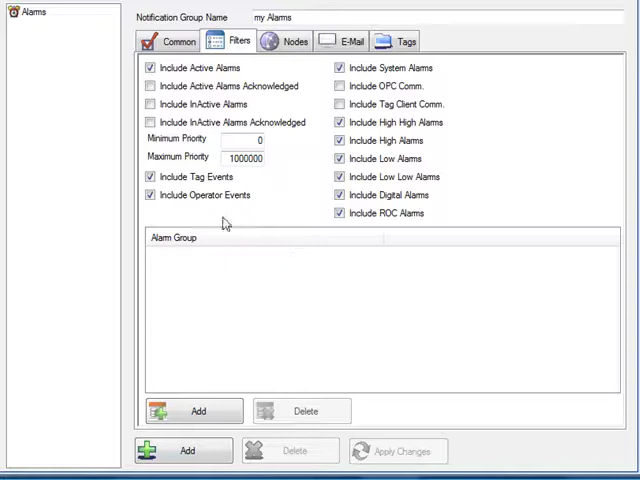 Alarms
Notification Group Name my Alarms
Common Filters Nodes E-Mail Tags
Include Active Alarms Include System Alarms
Include Active Alarms Acknowledged Include OPC Comm.
Include InActive Alarms Include Tag Client Comm.
Include InActive Alarms Acknowledged Include High High Alarms
Minimum Priority 0 Include High Alarms
Maximum Priority 1000000 Include Low Alarms
Include Tag Events Include Low Low Alarms
Include Operator Events Include Digital Alarms
Include ROC Alarms
Alarm Group
Add Delete
Add Delete Apply Changes